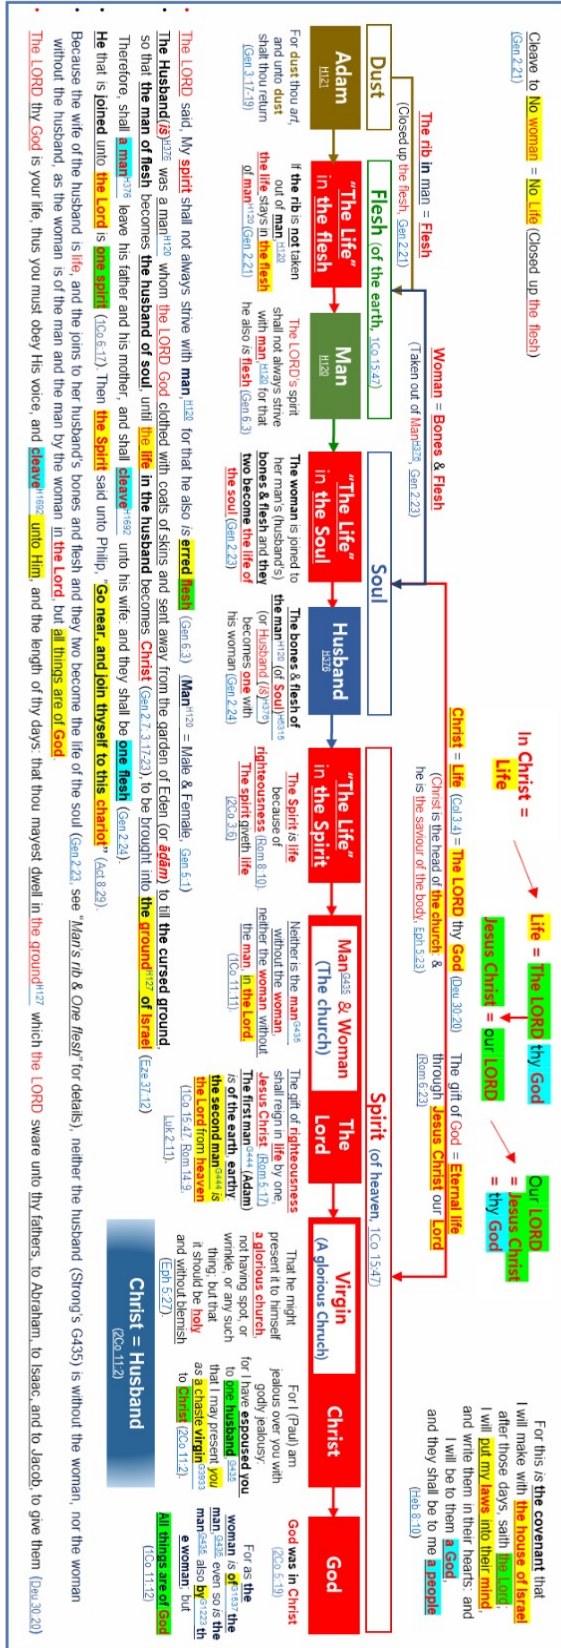 Cleave to No woman = No Life (Closed up the flesh)
(Gen 2:21)
The rib in man = Flesh
(Closed up the flesh, Gen 2:21)
Woman = Bones & Flesh
(Taken out of Man H376, Gen 2:23)
In Christ =
Life
Life = The LORD thy God
Jesus Christ = our LORD
Our LORD
= Jesus Christ
= thy God
Christ = Life (Col 3:4) = The LORD thy God (Deu 30:20)
(Christ is the head of the church &
he is the saviour of the body, Eph 5:23)
The gift of God = Eternal life
through Jesus Christ our Lord
(Rom 6:23)
For this is the covenant that
I will make with the house of Israel
after those days, saith the Lord;
I will put my laws into their mind,
and write them in their hearts: and
I will be to them a God,
and they shall be to me a people
(Heb 8:10)
Dust
Flesh (of the earth, 1Co 15:47)
Soul
Spirit (of heaven, 1Co 15:47)
Adam
H121
"The Life"
in the flesh
Man
H120
"The Life"
in the Soul
Husband
H376
"The Life"
in the Spirit
Man G435 & Woman
(The church)
The
Lord
Virgin
(A glorious Chruch)
Christ
God
For dust thou art,
and unto dust
shalt thou return
(Gen 3:17-19)
If the rib is not taken
out of man, H120
the life stays in the flesh
of man H120 (Gen 2:21)
The LORD's spirit
shall not always strive
with man, H120 for that
he also is flesh (Gen 6:3)
The woman is joined to
her man's (husband's)
bones & flesh and they
two become the life of
the soul (Gen 2:23)
The bones & flesh of
the man H120 (of Soul) H5315
(or Husband (is) H376)
becomes one with
his woman (Gen 2:24)
The Spirit is life
because of
righteousness (Rom 8:10).
The spirit giveth life
(2Co 3:6)
Neither is the man G435
without the woman,
neither the woman without
the man, in the Lord.
(1Co 11:11).
The gift of righteousness
shall reign in life by one,
Jesus Christ (Rom 5:17)
The first man G444 (Adam)
is of the earth, earthy:
the second man G444 is
the Lord from heaven
(1Co 15:47, Rom 14:9,
Luk 2:11).
That he might
present it to himself
a glorious church,
not having spot, or
wrinkle, or any such
thing; but that
it should be holy
and without blemish
(Eph 5:27).
For I (Paul) am
jealous over you with
godly jealousy:
for I have espoused you
to one husband, G435
that I may present you
as a chaste virgin G3933
to Christ (2Co 11:2).
God was in Christ
(2Co 5:19)
For as the
woman is of G1537 the
man, G435 even so is the
man G435 also by G1223 th
e woman; but
All things are of God
(1Co 11:12)
Christ = Husband
(2Co 11:2)
• The LORD said, My spirit shall not always strive with man, H120 for that he also is erred flesh (Gen 6:3) (Man H120 = Male & Female, Gen 5:1)
The Husband (is) H376 was a man H120 whom the LORD God clothed with coats of skins and sent away from the garden of Eden (or ādām) to till the cursed ground,
so that the man of flesh becomes the husband of soul, until the life in the husband becomes Christ (Gen 2:7, 3:17-23), to be brought into the ground H127 of Israel (Eze 37:12)
Therefore, shall a man H376 leave his father and his mother, and shall cleave H1692 unto his wife: and they shall be one flesh (Gen 2:24).
• He that is joined unto the Lord is one spirit (1Co 6:17). Then the Spirit said unto Philip, "Go near, and join thyself to this chariot" (Act 8:29).
• Because the wife of the husband is life, and the joins to her husband's bones and flesh and they two become the life of the soul (Gen 2:23, see "Man's rib & One flesh" for details), neither the husband (Strong's G435) is without the woman, nor the woman
without the husband, as the woman is of the man and the man by the woman in the Lord, but all things are of God.
• The LORD thy God is your life, thus you must obey His voice, and cleave H1692 unto Him, and the length of thy days: that thou mayest dwell in the ground H127 which the LORD sware unto thy fathers, to Abraham, to Isaac, and to Jacob, to give them (Deu 30:20)